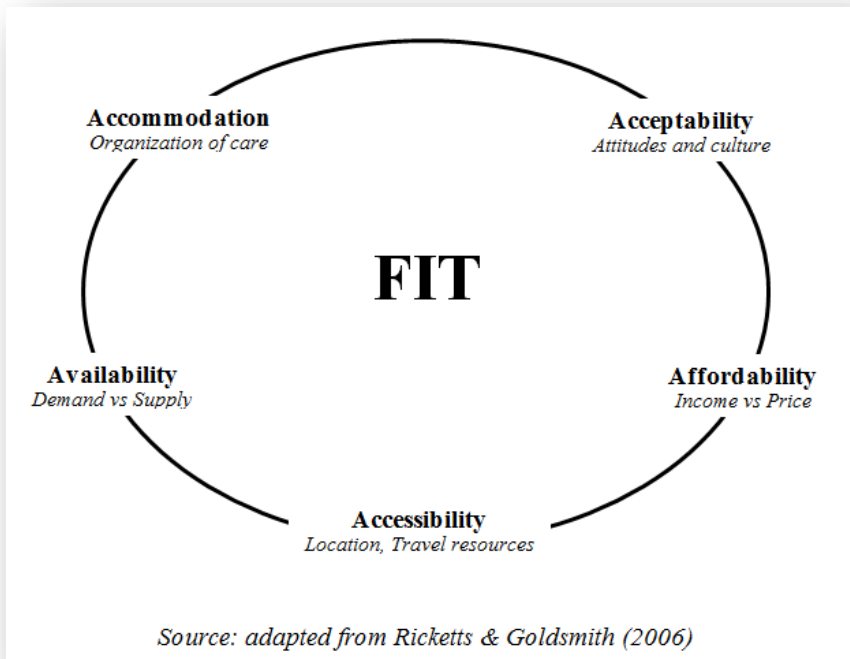 Accommodation
Organization of care
Acceptability
Attitudes and culture
FIT
Availability
Demand vs Supply
Affordability
Income vs Price
Accessibility
Location, Travel resources
Source: adapted from Ricketts & Goldsmith (2006)